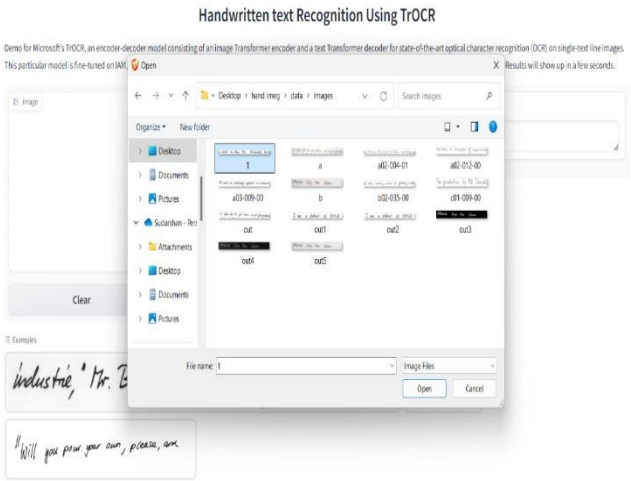 Handwritten text Recognition Using TrOCR
Demo for Microsoft's TrOCR, an encoder-decoder model consisting of an image Transformer encoder and a text Transformer decoder for state-of-the-art optical character recognition (OCR) on single-text line images.
This particular model is fine-tuned on IAM, Results will show up in a few seconds.
image
Open
Desktop > hand imeg > data > images
Search images
Organize
New folder
Desktop
Documents
Pictures
Sudarshan - Pers
Attachments
Desktop
Documents
Pictures
1
a
a02-004-01
a02-012-00
a03-009-00
b
b02-035-00
c01-009-00
out
out1
out2
out3
out4
out5
File name: 1
Image Files
Open
Cancel
Clear
Examples
industrie," Mr. B
"Will you pour your own, please, and